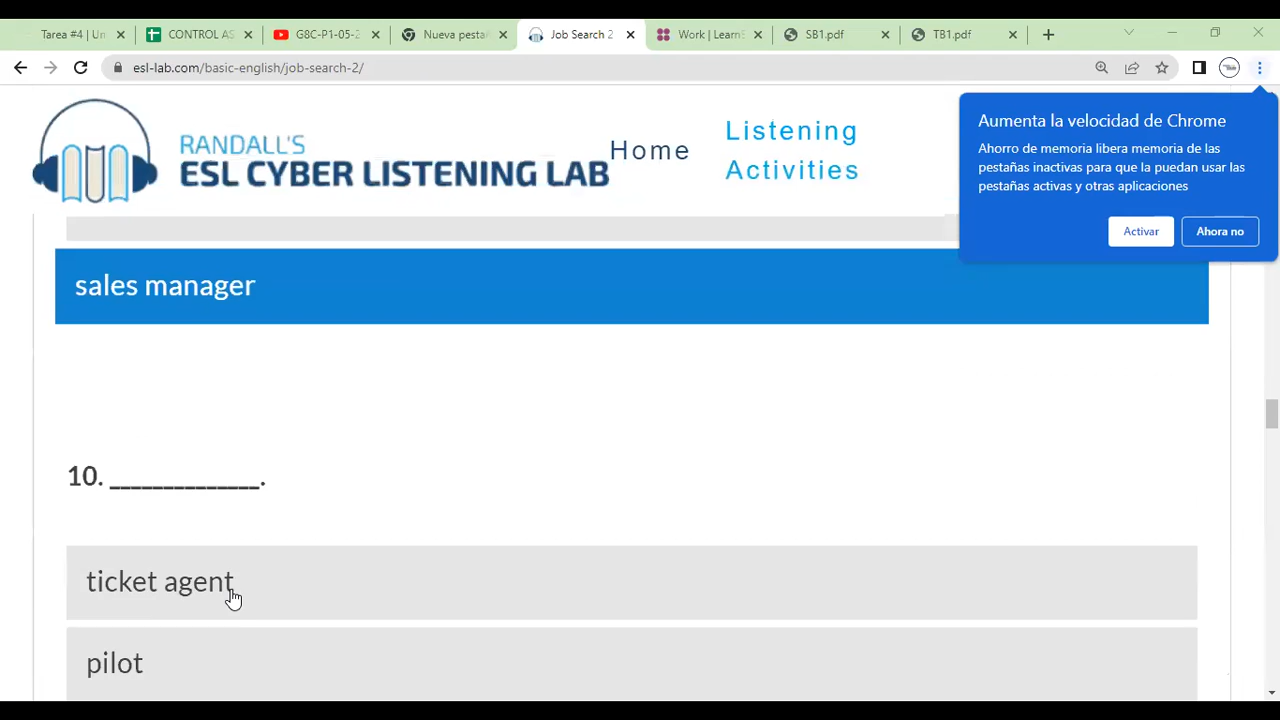 Tarea #4 | Un
CONTROL AS
G8C-P1-05-2
Nueva pesta
Job Search 2
Work | Learn
SB1.pdf
TB1.pdf
esl-lab.com/basic-english/job-search-2/
RANDALL'S
ESL CYBER LISTENING LAB
Home
Listening
Activities
Aumenta la velocidad de Chrome
Ahorro de memoria libera memoria de las
pestañas inactivas para que la puedan usar las
pestañas activas y otras aplicaciones
Activar
Ahora no
sales manager
10. ______________.
ticket agent
pilot